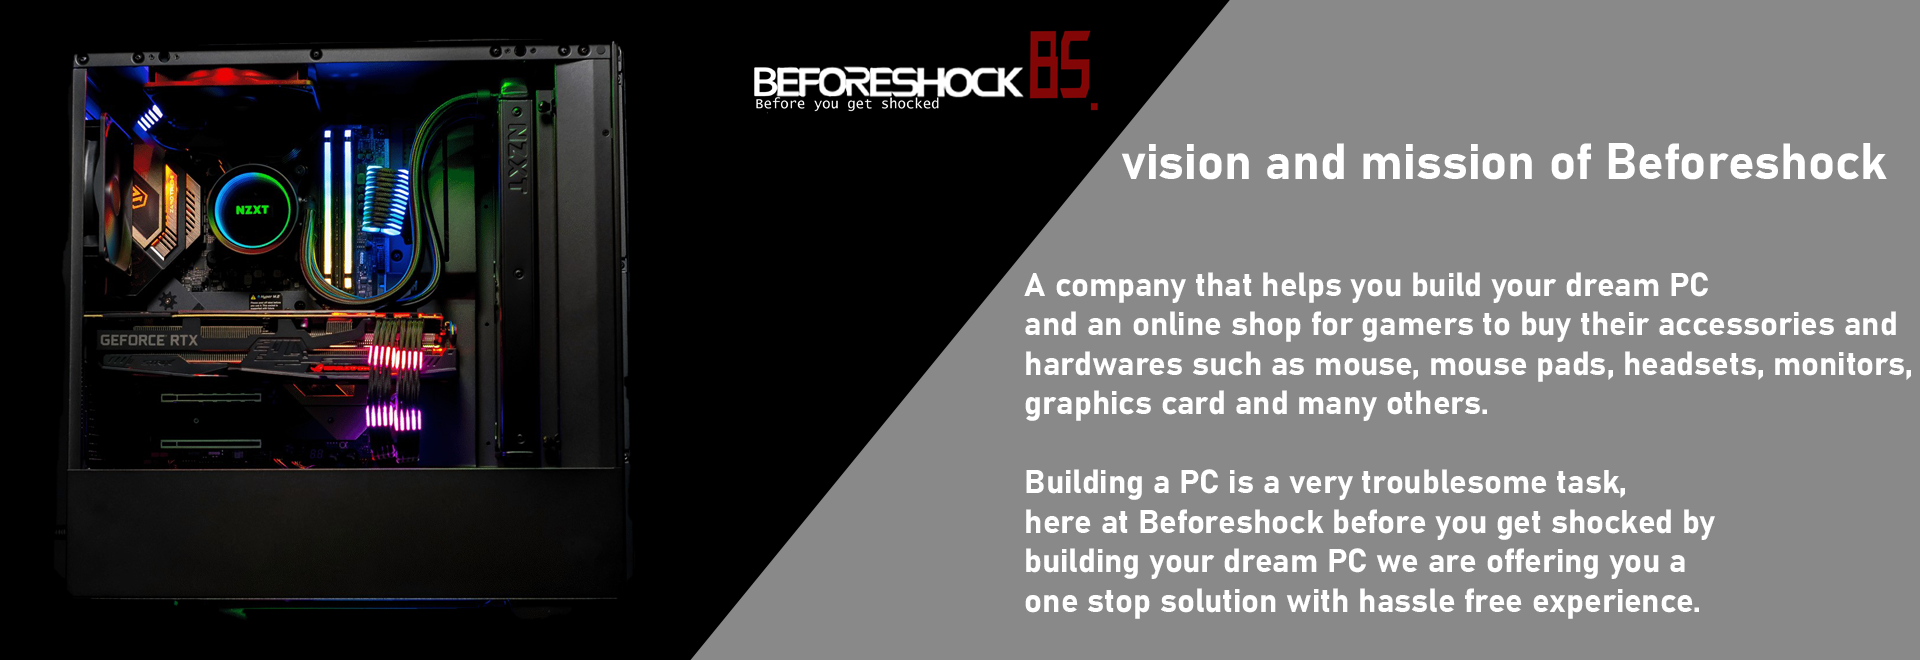 BEFORESHOCK BS.
Before you get shocked
vision and mission of Beforeshock
A company that helps you build your dream PC
and an online shop for gamers to buy their accessories and
hardwares such as mouse, mouse pads, headsets, monitors,
graphics card and many others.
Building a PC is a very troublesome task,
here at Beforeshock before you get shocked by
building your dream PC we are offering you a
one stop solution with hassle free experience.
NZXT
NZXT
GEFORCE RTX